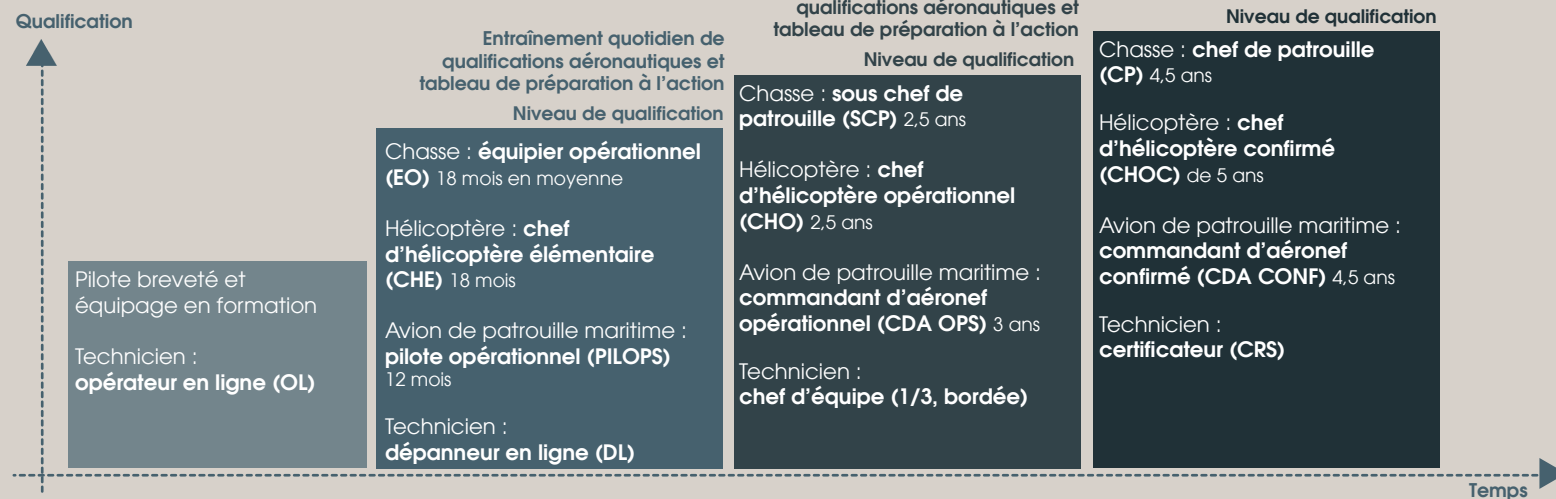 Qualification
Pilote breveté et
équipage en formation
Technicien :
opérateur en ligne (OL)
Entraînement quotidien de
qualifications aéronautiques et
tableau de préparation à l’action
Niveau de qualification
Chasse : équipier opérationnel
(EO) 18 mois en moyenne
Hélicoptère : chef
d’hélicoptère élémentaire
(CHE) 18 mois
Avion de patrouille maritime :
pilote opérationnel (PILOPS)
12 mois
Technicien :
dépanneur en ligne (DL)
qualifications aéronautiques et
tableau de préparation à l’action
Niveau de qualification
Chasse : sous chef de
patrouille (SCP) 2,5 ans
Hélicoptère : chef
d’hélicoptère opérationnel
(CHO) 2,5 ans
Avion de patrouille maritime :
commandant d’aéronef
opérationnel (CDA OPS) 3 ans
Technicien :
chef d’équipe (1/3, bordée)
Niveau de qualification
Chasse : chef de patrouille
(CP) 4,5 ans
Hélicoptère : chef
d’hélicoptère confirmé
(CHOC) de 5 ans
Avion de patrouille maritime :
commandant d’aéronef
confirmé (CDA CONF) 4,5 ans
Technicien :
certificateur (CRS)
Temps